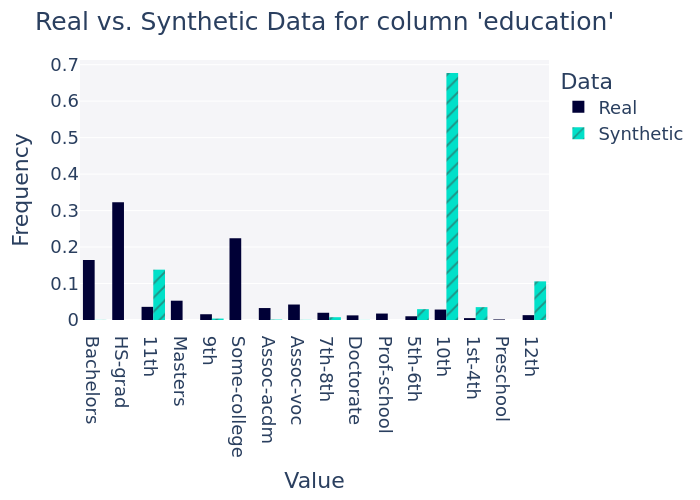 Real vs. Synthetic Data for column 'education'
Data
Real
Synthetic
Frequency
0.7
0.6
0.5
0.4
0.3
0.2
0.1
0
Bachelors
HS-grad
11th
Masters
9th
Some-college
Assoc-acdm
Assoc-voc
7th-8th
Doctorate
Prof-school
5th-6th
10th
1st-4th
Preschool
12th
Value